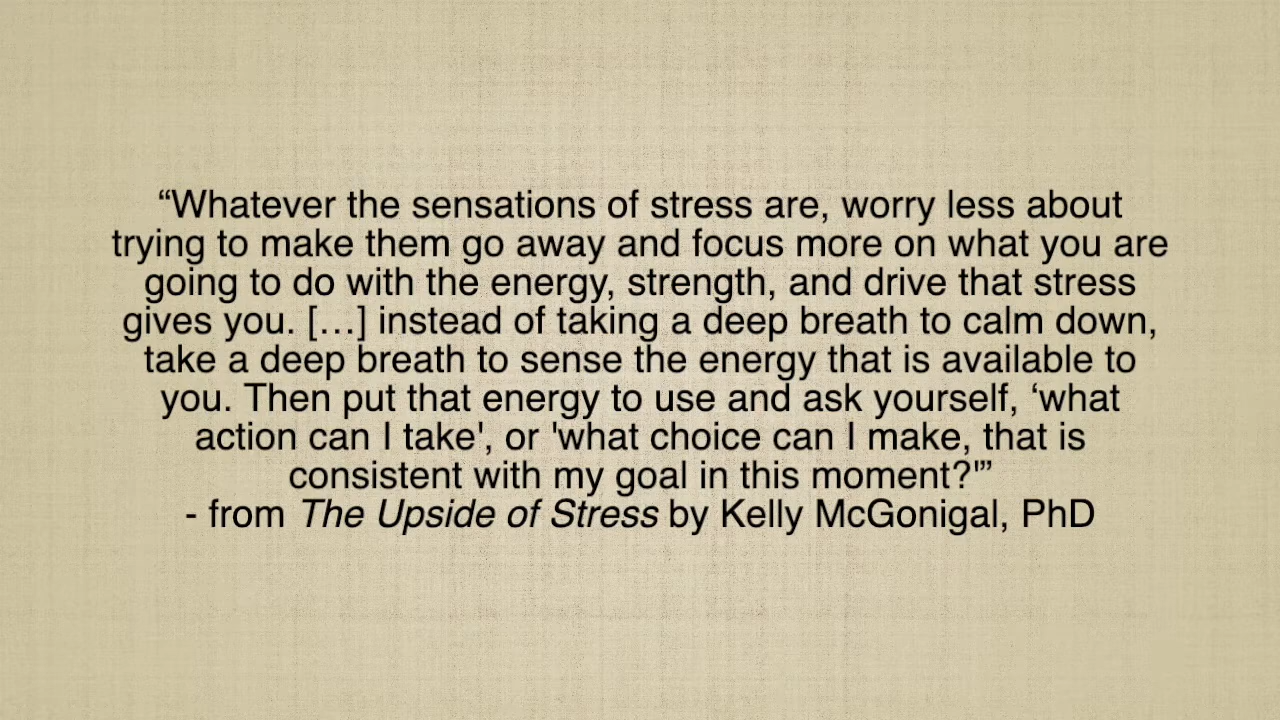 “Whatever the sensations of stress are, worry less about
trying to make them go away and focus more on what you are
going to do with the energy, strength, and drive that stress
gives you. […] instead of taking a deep breath to calm down,
take a deep breath to sense the energy that is available to
you. Then put that energy to use and ask yourself, ‘what
action can I take', or 'what choice can I make, that is
consistent with my goal in this moment?'”
- from The Upside of Stress by Kelly McGonigal, PhD